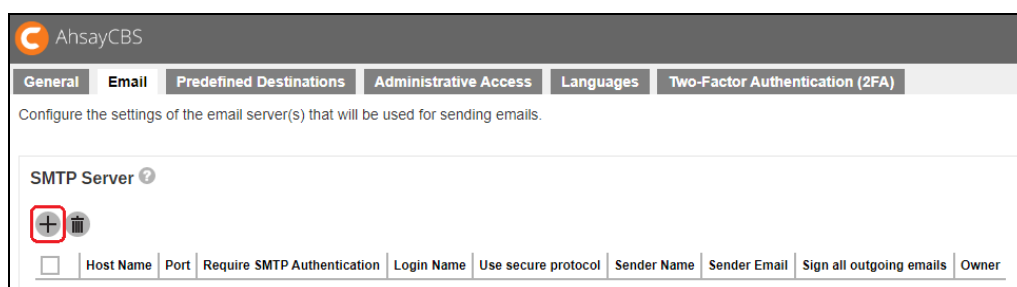 AhsayCBS
General Email Predefined Destinations Administrative Access Languages Two-Factor Authentication (2FA)
Configure the settings of the email server(s) that will be used for sending emails.
SMTP Server ?
Host Name Port Require SMTP Authentication Login Name Use secure protocol Sender Name Sender Email Sign all outgoing emails Owner